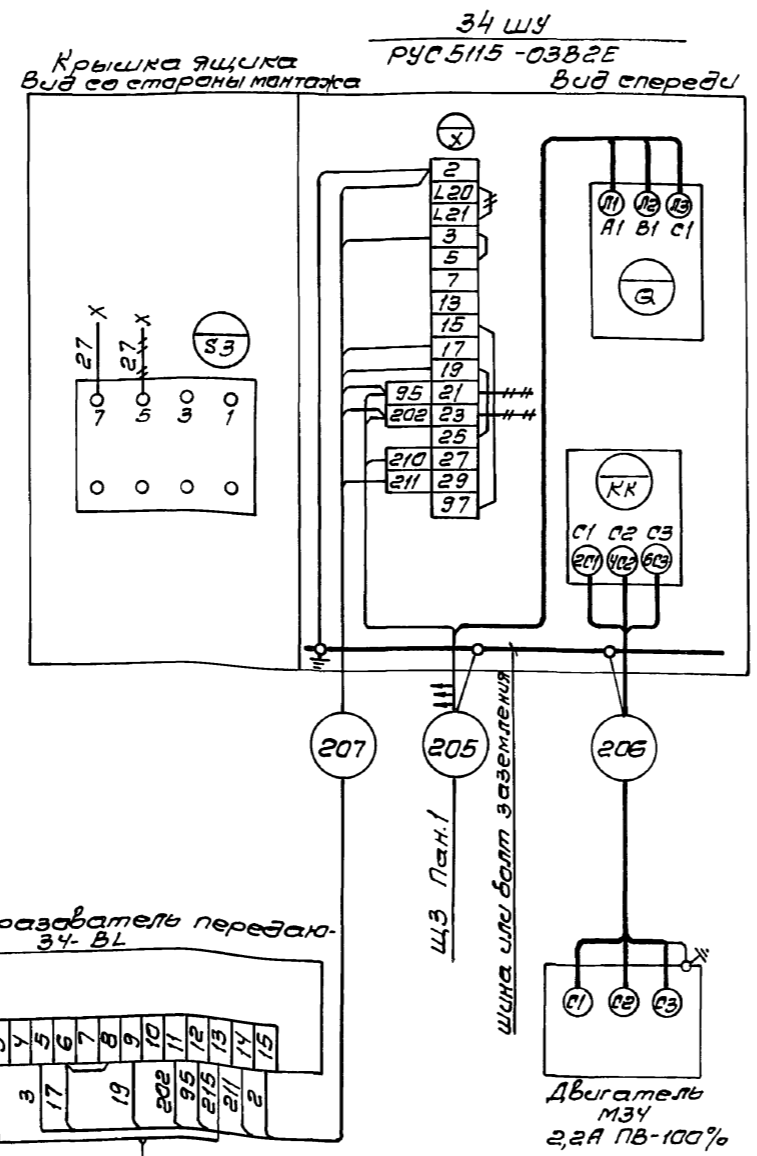 34 ШУ
РУС5115-03В2Е
Крышка ящика
Вид со стороны монтажа
Вид спереди
X
2
L20
L21
3
5
7
13
15
17
19
95 21
202 23
25
210 27
211 29
97
Л1 Л2 Л3
А1 В1 С1
Q
27 X
27 X
S3
7 5 3 1
КК
С1 С2 С3
2С1 4С2 6С3
207
205
206
ЩЗ Пан.1
шина или болт заземления
разователь передаю-
34-BL
3 4 5 6 7 8 9 10 11 12 13 14 15
3 17 19 202 95 215 211 2
С1 С2 С3
Двигатель
М34
2,2А ПВ-100%